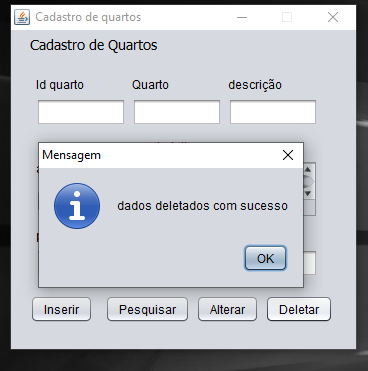 Cadastro de quartos
Cadastro de Quartos
Id quarto Quarto descrição
Mensagem
dados deletados com sucesso
OK
Inserir Pesquisar Alterar Deletar